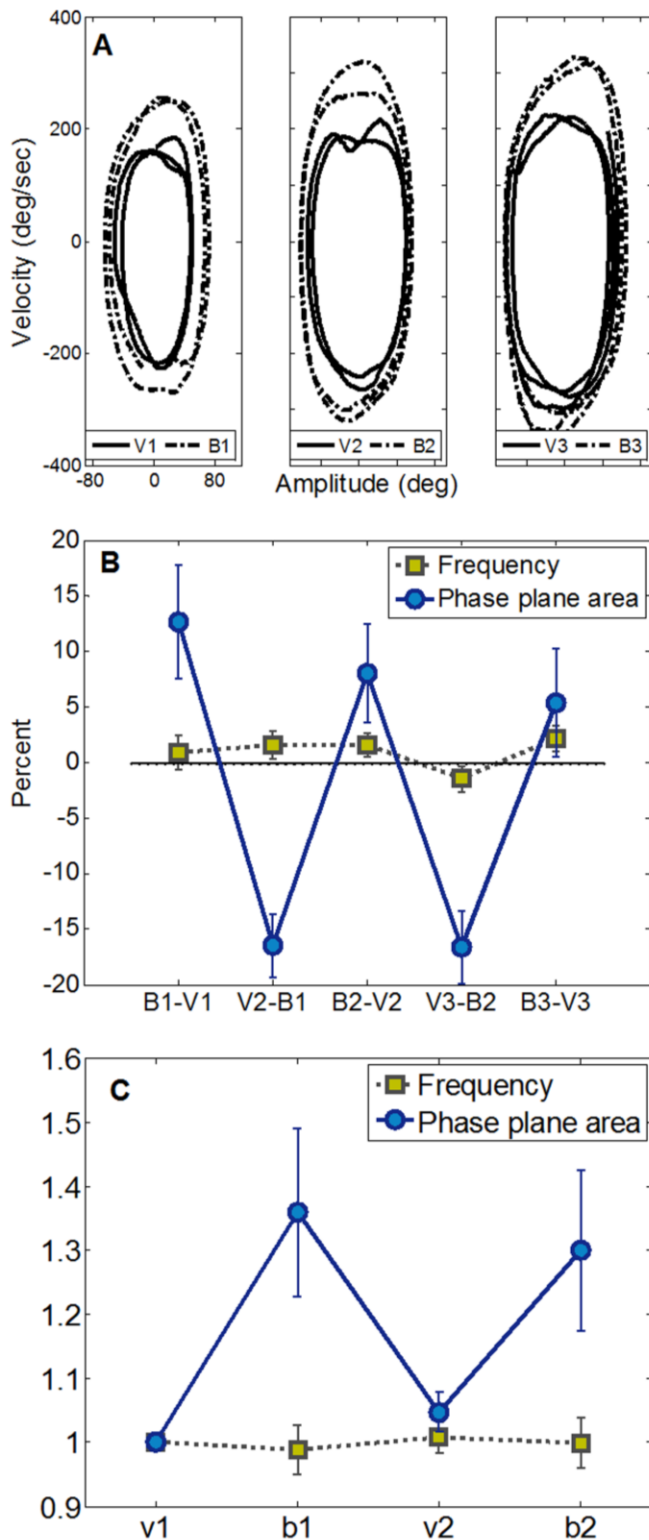 A
400
200
0
-200
-400
Velocity (deg/sec)
V1 B1
V2 B2
V3 B3
-80 0 80
Amplitude (deg)
B
Frequency
Phase plane area
20
15
10
5
0
-5
-10
-15
-20
Percent
B1-V1 V2-B1 B2-V2 V3-B2 B3-V3
C
Frequency
Phase plane area
1.6
1.5
1.4
1.3
1.2
1.1
1
0.9
v1 b1 v2 b2